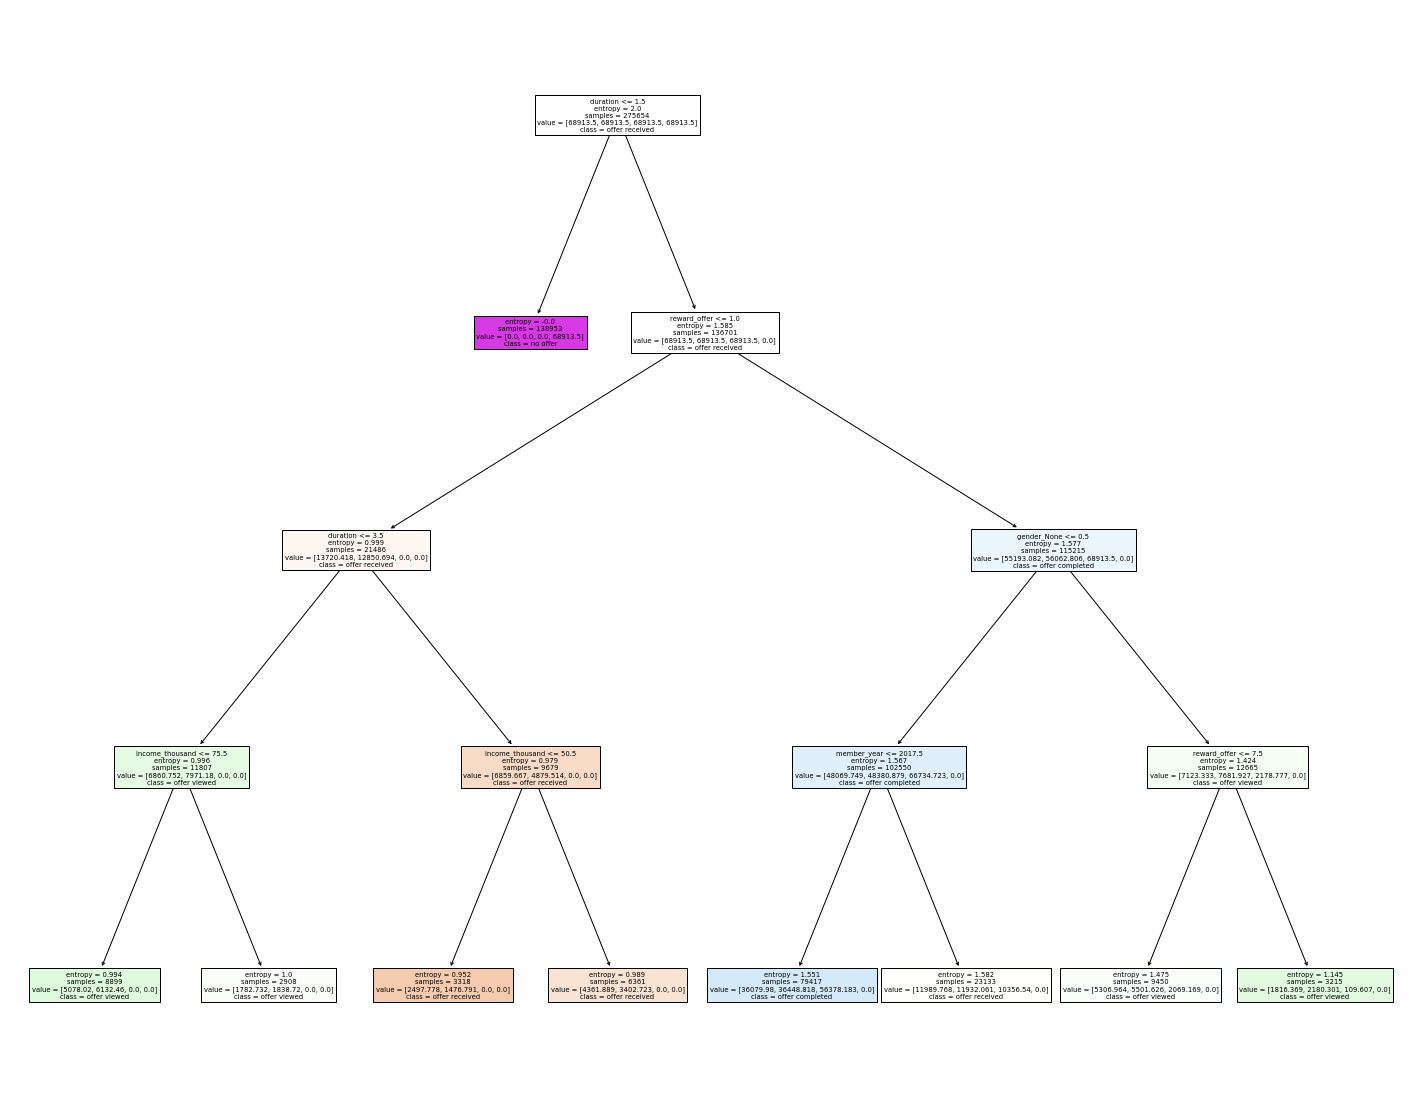 duration <= 1.5
entropy = 2.0
samples = 275654
value = [68913.5, 68913.5, 68913.5, 68913.5]
class = offer received
entropy = -0.0
samples = 138953
value = [0.0, 0.0, 0.0, 68913.5]
class = no offer
reward_offer <= 1.0
entropy = 1.585
samples = 136701
value = [68913.5, 68913.5, 68913.5, 0.0]
class = offer received
duration <= 3.5
entropy = 0.999
samples = 21486
value = [13720.418, 12850.694, 0.0, 0.0]
class = offer received
gender_None <= 0.5
entropy = 1.577
samples = 115215
value = [55193.082, 56062.806, 68913.5, 0.0]
class = offer completed
income_thousand <= 75.5
entropy = 0.996
samples = 11807
value = [6860.752, 7971.18, 0.0, 0.0]
class = offer viewed
income_thousand <= 50.5
entropy = 0.979
samples = 9679
value = [6859.667, 4879.514, 0.0, 0.0]
class = offer received
member_year <= 2017.5
entropy = 1.567
samples = 102550
value = [48069.749, 48380.879, 66734.723, 0.0]
class = offer completed
reward_offer <= 7.5
entropy = 1.424
samples = 12665
value = [7123.333, 7681.927, 2178.777, 0.0]
class = offer viewed
entropy = 0.994
samples = 8899
value = [5078.02, 6132.46, 0.0, 0.0]
class = offer viewed
entropy = 1.0
samples = 2908
value = [1782.732, 1838.72, 0.0, 0.0]
class = offer viewed
entropy = 0.952
samples = 3318
value = [2497.778, 1476.791, 0.0, 0.0]
class = offer received
entropy = 0.989
samples = 6361
value = [4361.889, 3402.723, 0.0, 0.0]
class = offer received
entropy = 1.551
samples = 79417
value = [36079.98, 36448.818, 56378.183, 0.0]
class = offer completed
entropy = 1.582
samples = 23133
value = [11989.768, 11932.061, 10356.54, 0.0]
class = offer received
entropy = 1.475
samples = 9450
value = [5306.964, 5501.626, 2069.169, 0.0]
class = offer viewed
entropy = 1.145
samples = 3215
value = [1816.369, 2180.301, 109.607, 0.0]
class = offer viewed